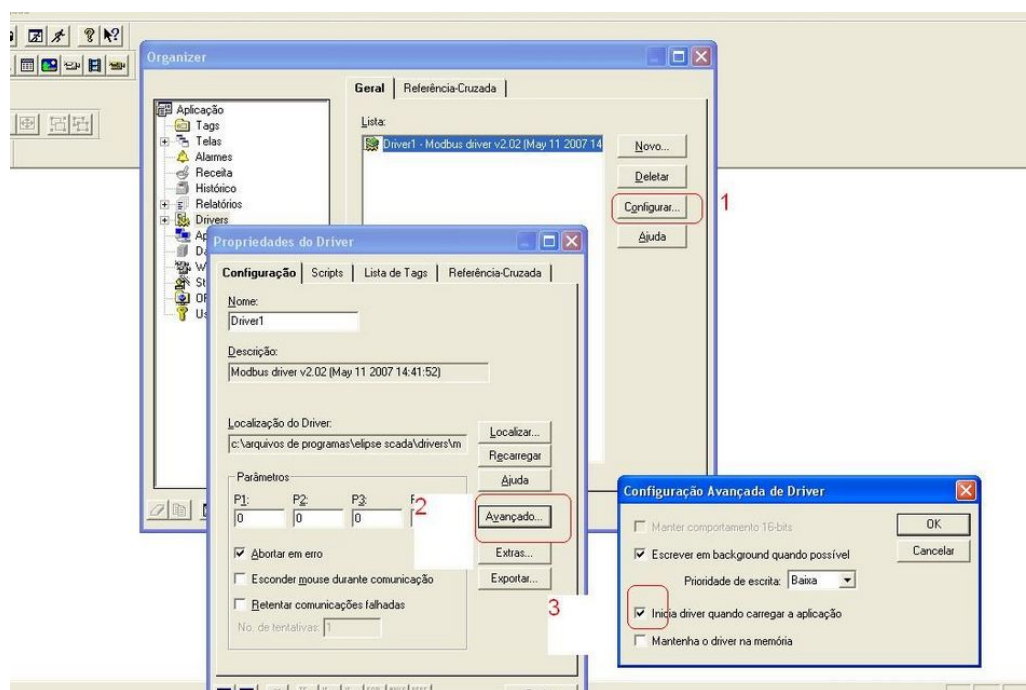 Organizer
Geral Referência-Cruzada
Aplicação
Tags
Telas
Alarmes
Receita
Histórico
Relatórios
Drivers
Lista:
Driver1 - Modbus driver v2.02 (May 11 2007 14
Novo...
Deletar
Configurar...
Ajuda
1
Propriedades do Driver
Configuração Scripts Lista de Tags Referência-Cruzada
Nome:
Driver1
Descrição:
Modbus driver v2.02 (May 11 2007 14:41:52)
Localização do Driver:
c:\arquivos de programas\elipse scada\drivers\m
Localizar...
Recarregar
Ajuda
Parâmetros
P1: P2: P3:
0 0 0
2
Avançado...
Abortar em erro
Extras...
Esconder mouse durante comunicação
Exportar...
Retentar comunicações falhadas
No. de tentativas: 1
3
Configuração Avançada de Driver
Manter comportamento 16-bits
OK
Escrever em background quando possível
Cancelar
Prioridade de escrita: Baixa
Inicia driver quando carregar a aplicação
Mantenha o driver na memória